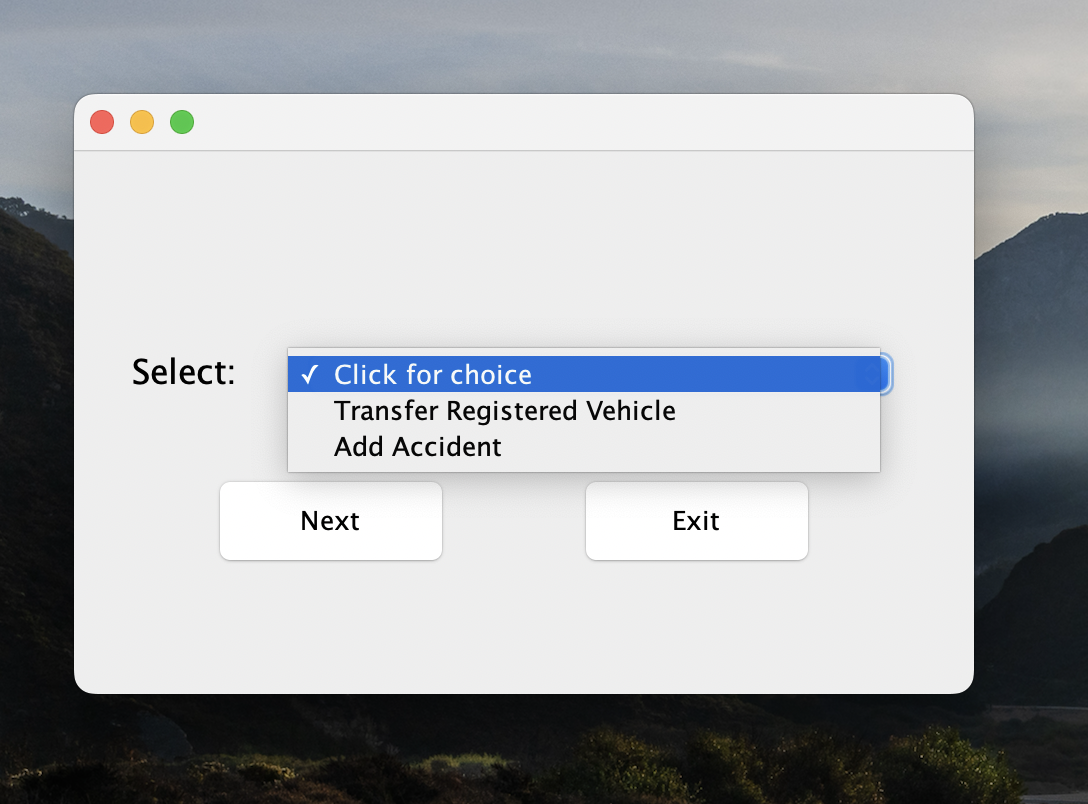 Select:
✓ Click for choice
Transfer Registered Vehicle
Add Accident
Next
Exit